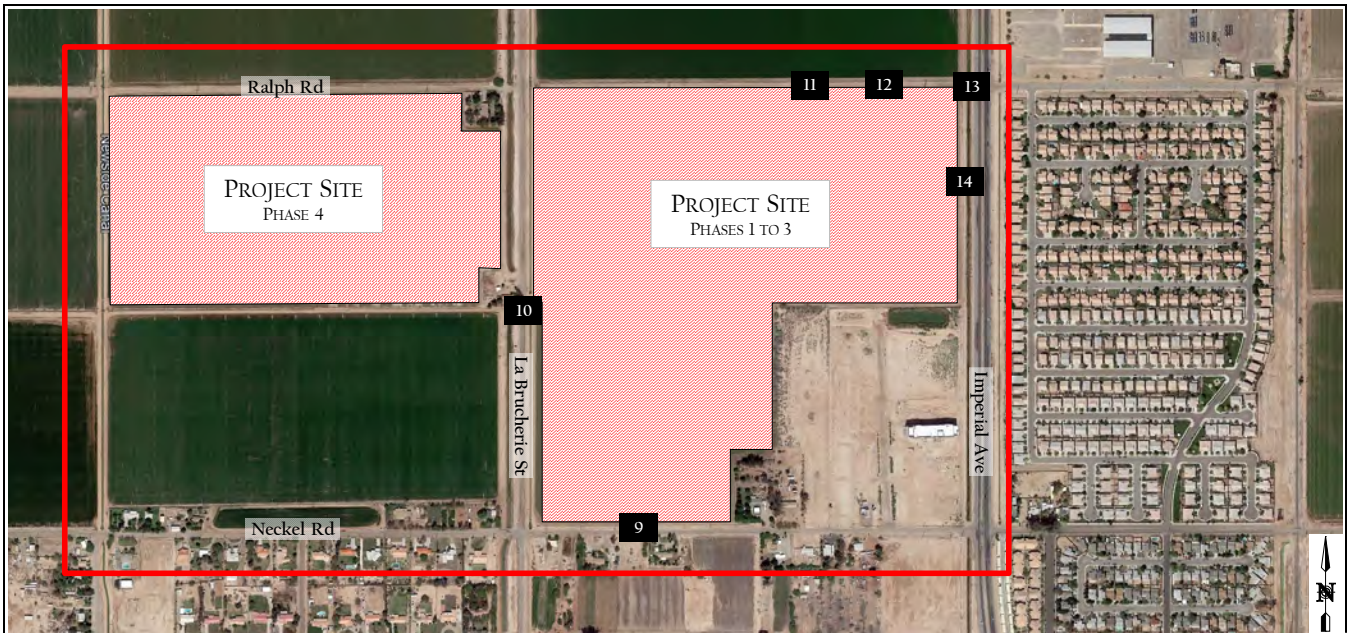 Ralph Rd
11
12
13
PROJECT SITE
PHASE 4
14
PROJECT SITE
PHASES 1 TO 3
10
La Brucherie St
Imperial Ave
9
Neckel Rd
N